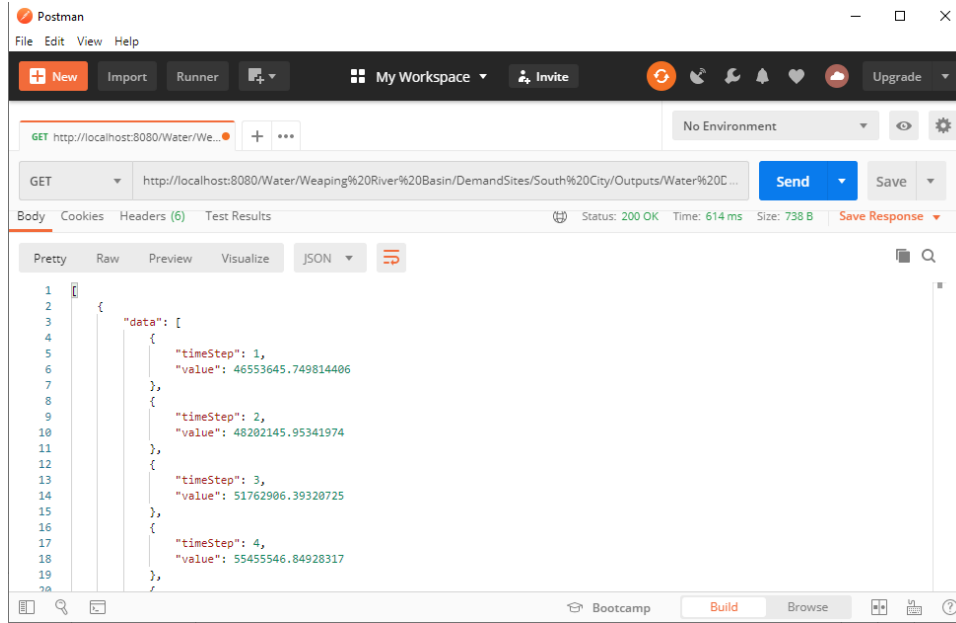 Postman
File Edit View Help
New Import Runner My Workspace Invite Upgrade
GET http://localhost:8080/Water/We... No Environment
GET http://localhost:8080/Water/Weaping%20River%20Basin/DemandSites/South%20City/Outputs/Water%20D... Send Save
Body Cookies Headers (6) Test Results Status: 200 OK Time: 614 ms Size: 738 B Save Response
Pretty Raw Preview Visualize JSON
1 [
2 {
3 "data": [
4 {
5 "timeStep": 1,
6 "value": 46553645.749814406
7 },
8 {
9 "timeStep": 2,
10 "value": 48202145.95341974
11 },
12 {
13 "timeStep": 3,
14 "value": 51762906.39320725
15 },
16 {
17 "timeStep": 4,
18 "value": 55455546.84928317
19 },
20 {
Bootcamp Build Browse